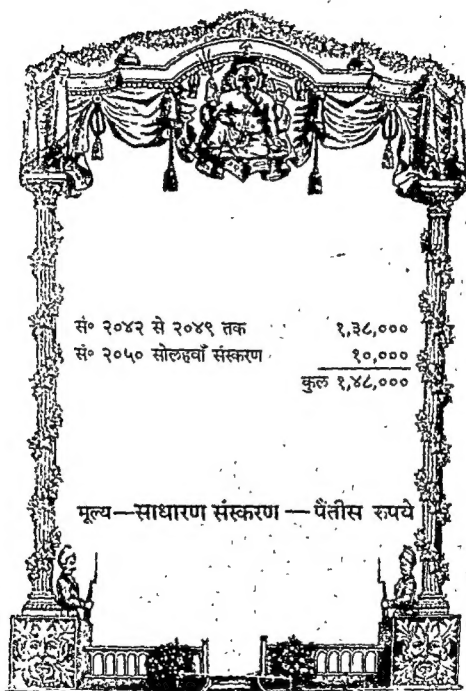 सं० २०४२ से २०४९ तक १,३८,०००
सं० २०५० सोलहवाँ संस्करण १०,०००
कुल १,४८,०००
मूल्य—साधारण संस्करण — पैंतीस रुपये